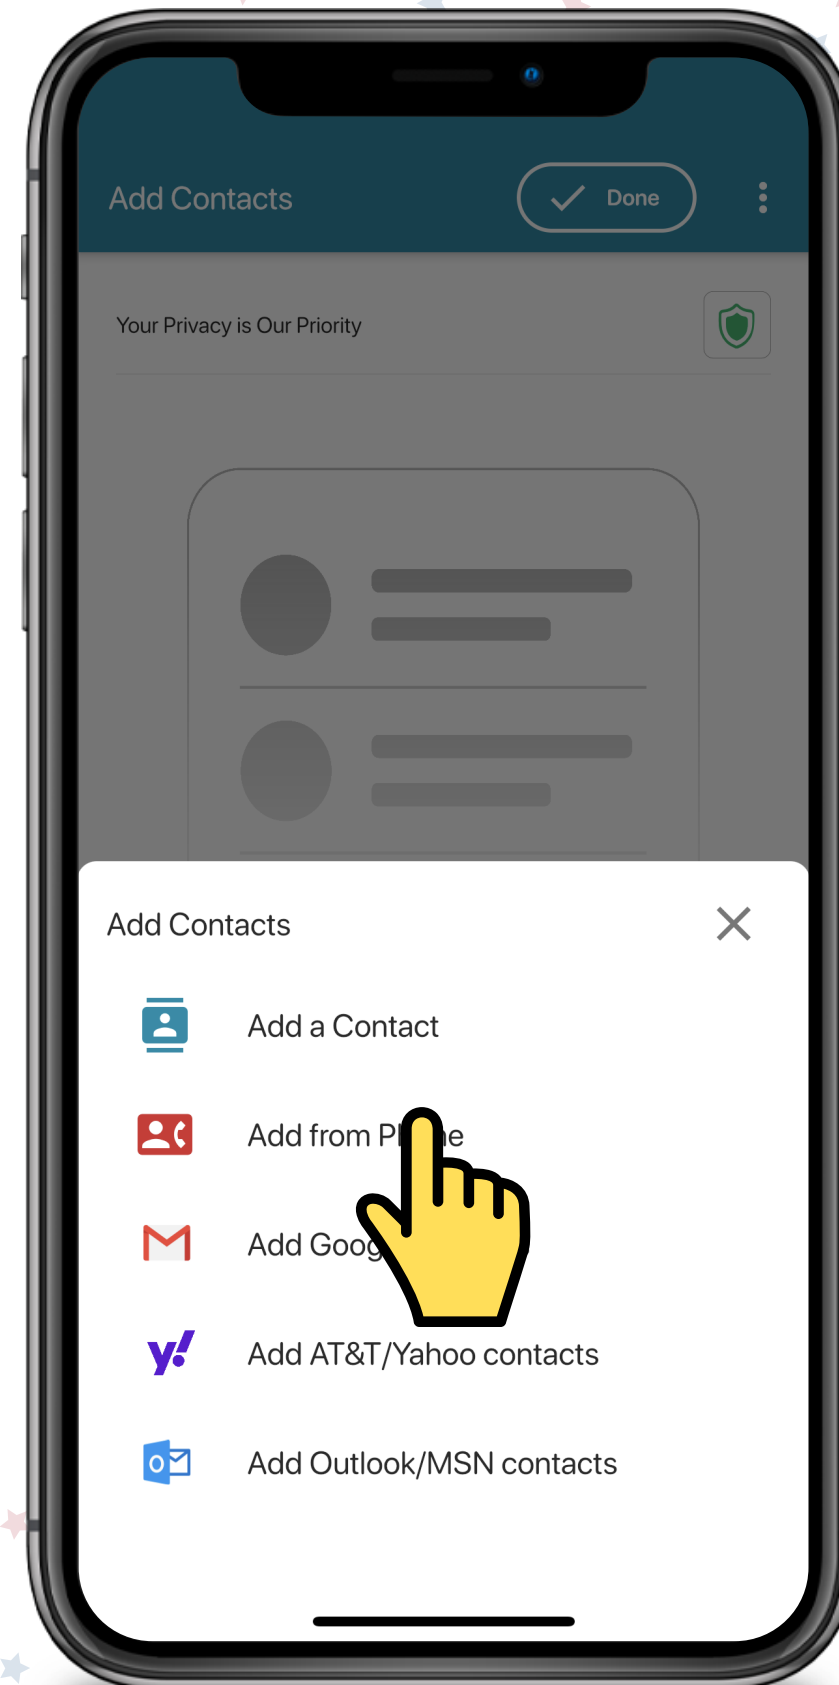 Add Contacts
Done
Your Privacy is Our Priority
Add Contacts
Add a Contact
Add from
Add
Add AT&T/Yahoo contacts
Add Outlook/MSN contacts